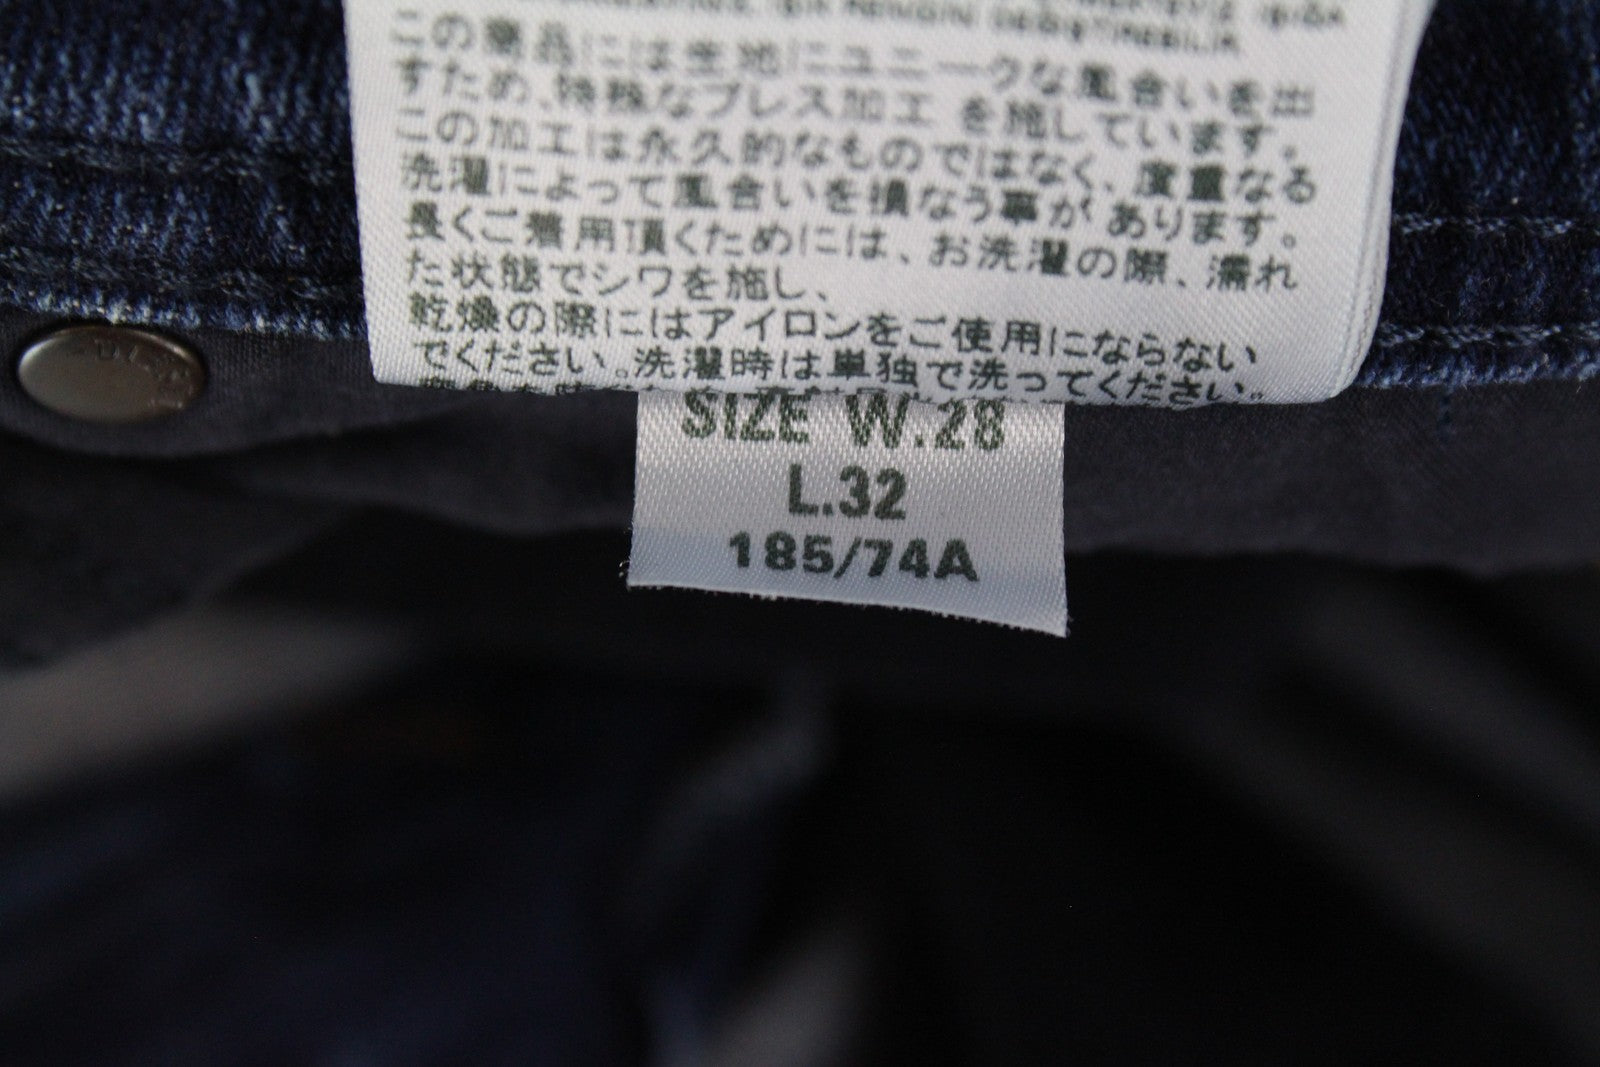 この商品には生地にユニークな風合いを出
すため、特殊なプレス加工 を施しています。
この加工は永久的なものではなく、度重なる
洗濯によって風合いを損なう事が あります。
長くご着用頂くためには、お洗濯の際、濡れ
た状態でシワを施し、
乾燥の際にはアイロンをご使用にならない
でください。洗濯時は単独で洗ってください。
SIZE W.28
L.32
185/74A